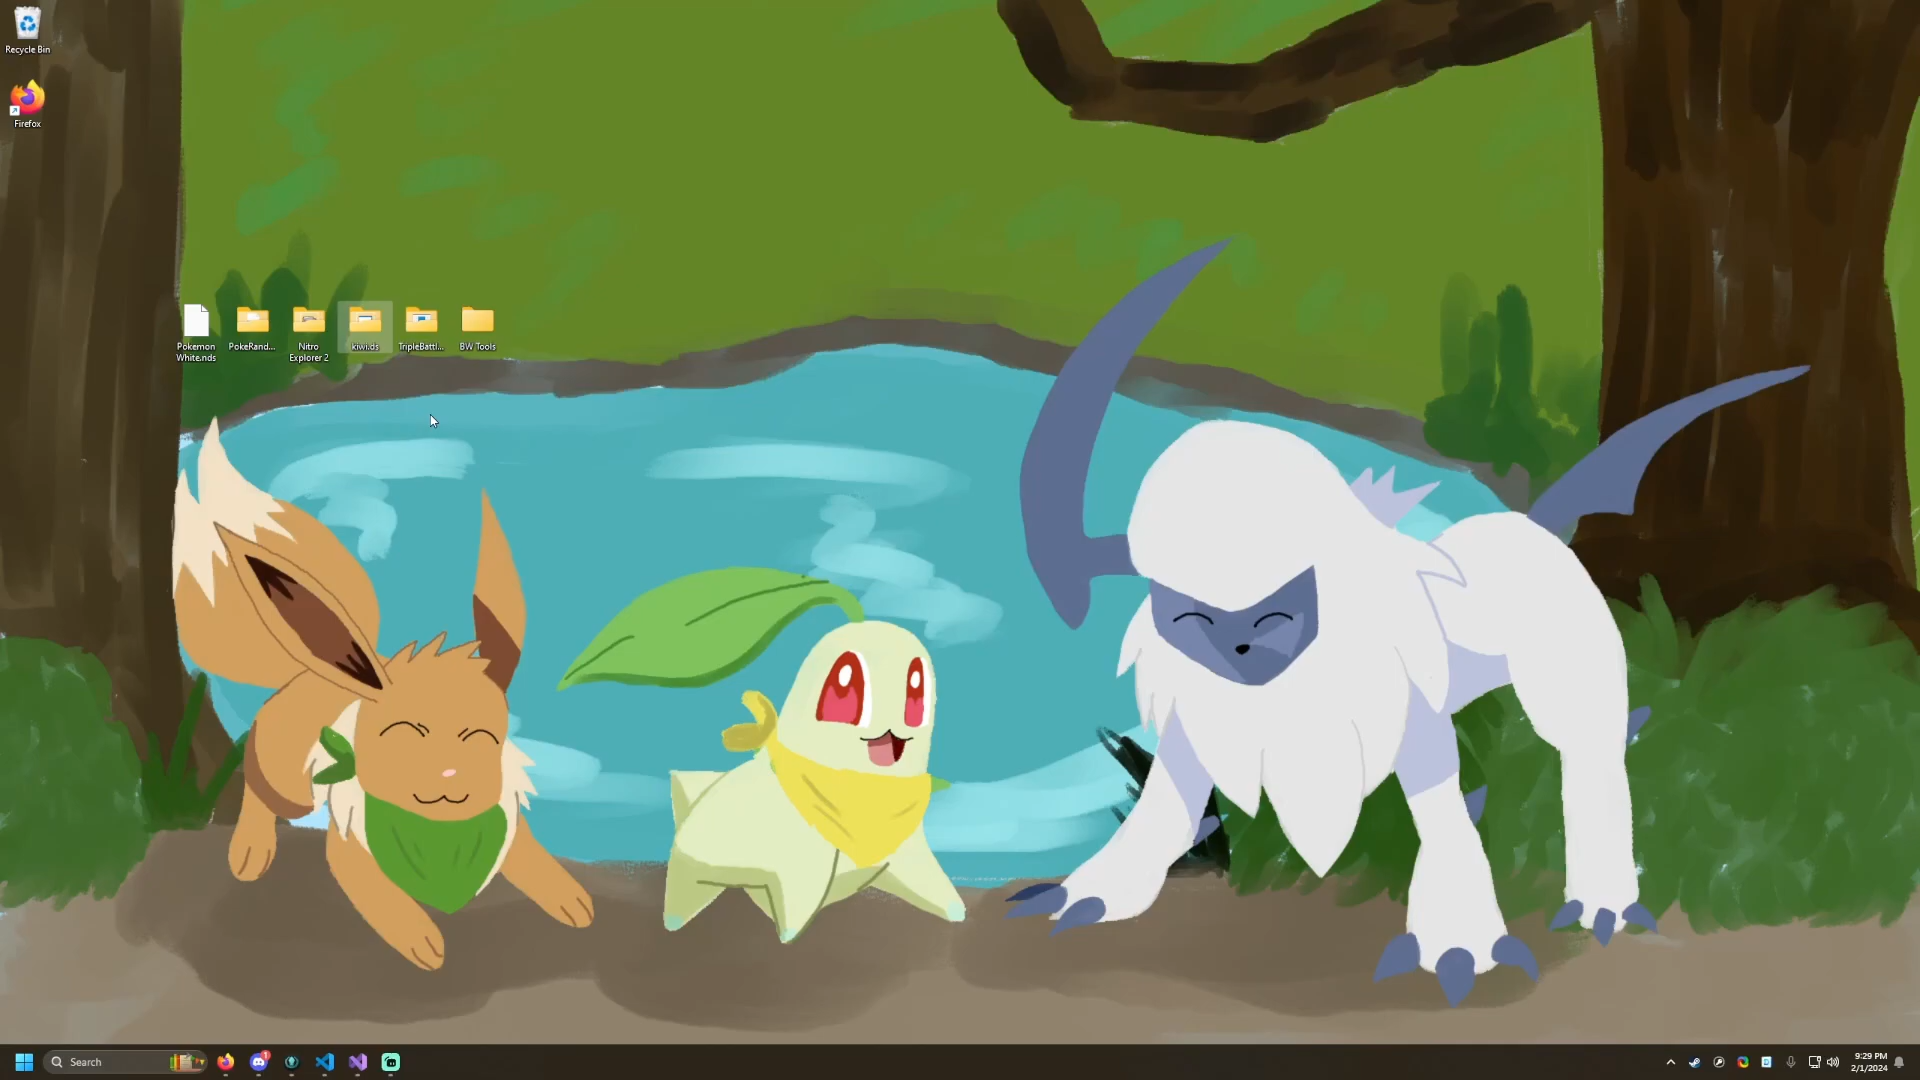 Recycle Bin
Firefox
Pokemon
White.nds
PokeRand...
Nitro
Explorer 2
kiwi.ds
TripleBattl...
BW Tools
Search
1
9:29 PM
2/1/2024